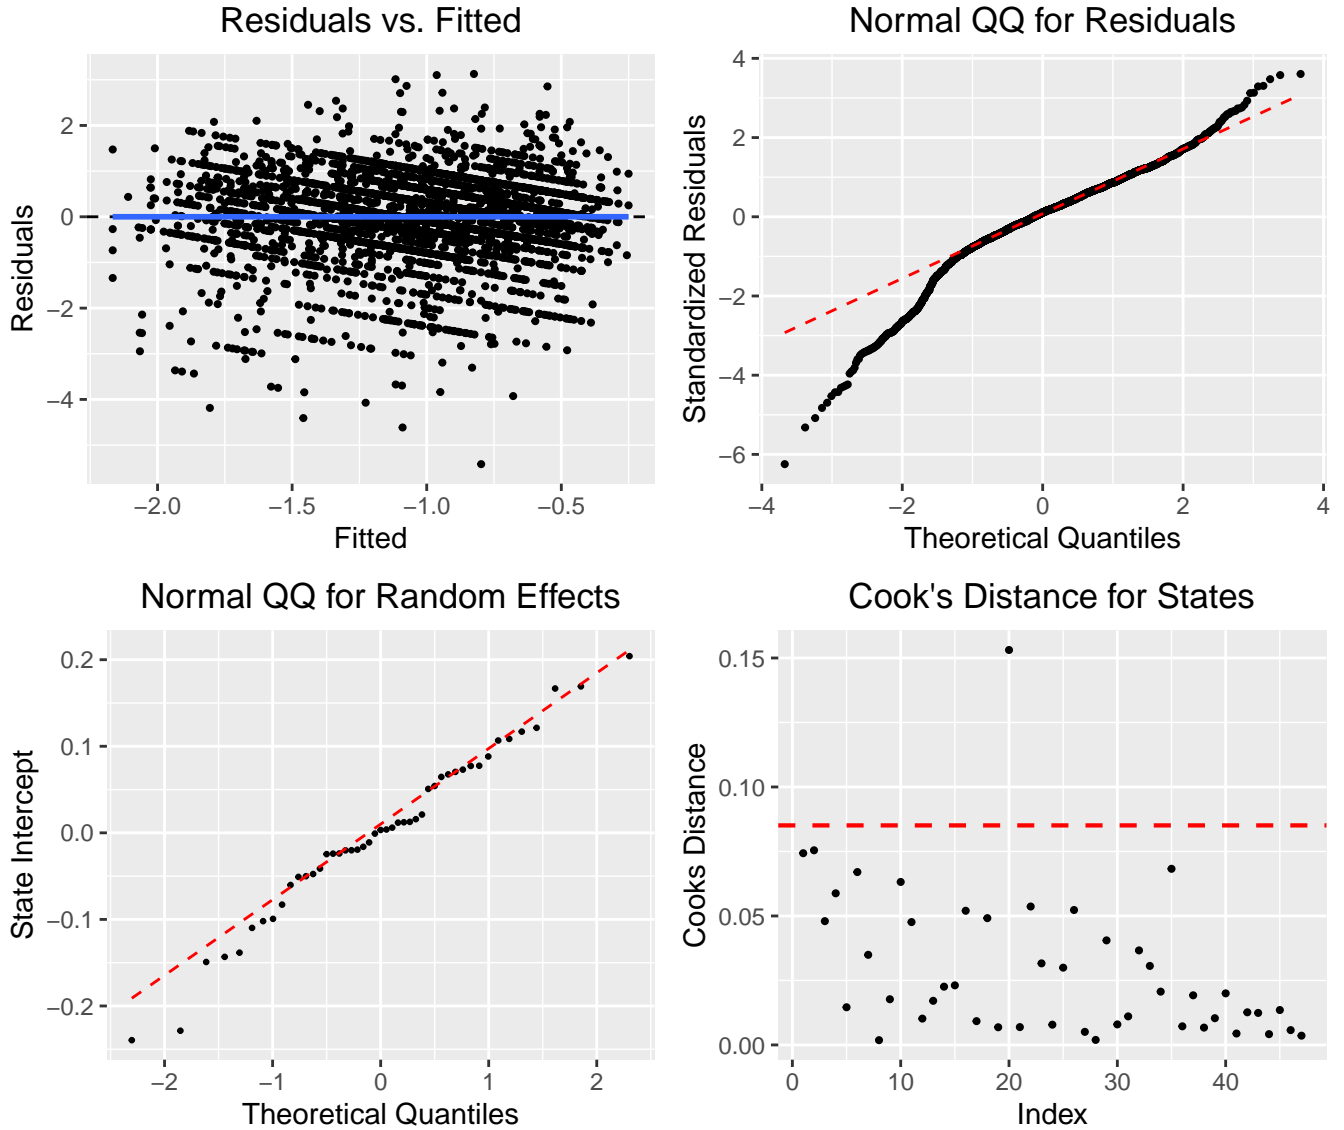 Residuals vs. Fitted
Residuals
2
0
−2
−4
−2.0 −1.5 −1.0 −0.5
Fitted
Normal QQ for Residuals
Standardized Residuals
4
2
0
−2
−4
−6
−4 −2 0 2 4
Theoretical Quantiles
Normal QQ for Random Effects
State Intercept
0.2
0.1
0.0
−0.1
−0.2
−2 −1 0 1 2
Theoretical Quantiles
Cook's Distance for States
Cooks Distance
0.15
0.10
0.05
0.00
0 10 20 30 40
Index